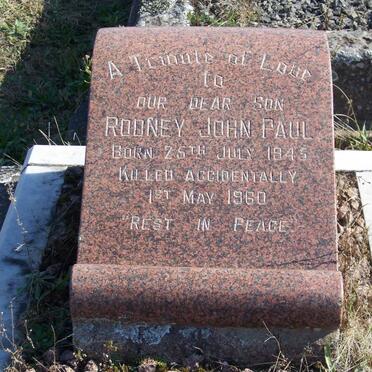 A Tribute of Love
to
OUR DEAR SON
RODNEY JOHN PAUL
BORN 25TH JULY 1945
KILLED ACCIDENTALLY
1ST MAY 1960
"REST IN PEACE"